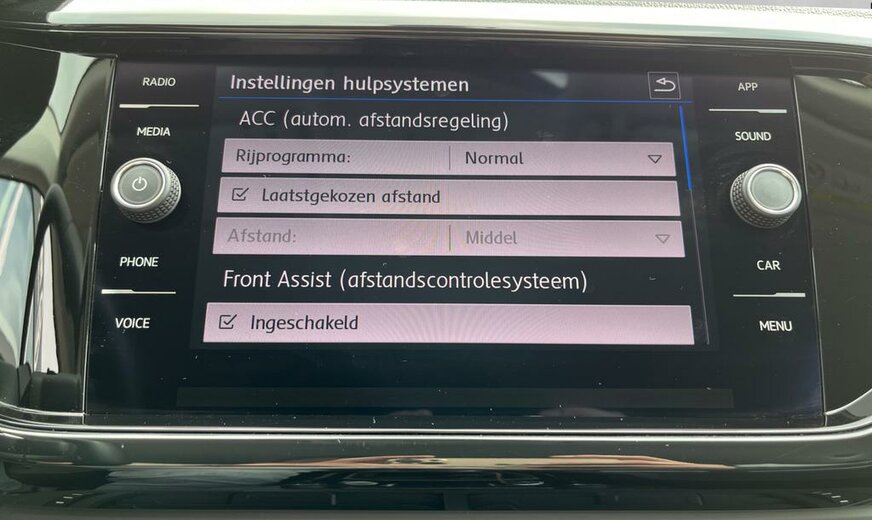 RADIO
MEDIA
PHONE
VOICE
Instellingen hulpsystemen
ACC (autom. afstandsregeling)
Rijprogramma: Normal
Laatstgekozen afstand
Afstand: Middel
Front Assist (afstandscontrolesysteem)
Ingeschakeld
APP
SOUND
CAR
MENU